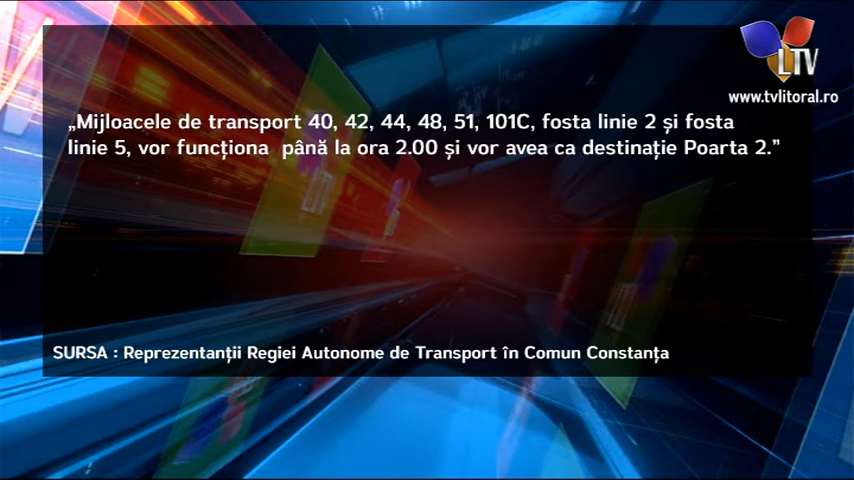 LTV
www.tvlitoral.ro
„Mijloacele de transport 40, 42, 44, 48, 51, 101C, fosta linie 2 și fosta
linie 5, vor funcționa  până la ora 2.00 și vor avea ca destinație Poarta 2.”
SURSA : Reprezentanții Regiei Autonome de Transport în Comun Constanța